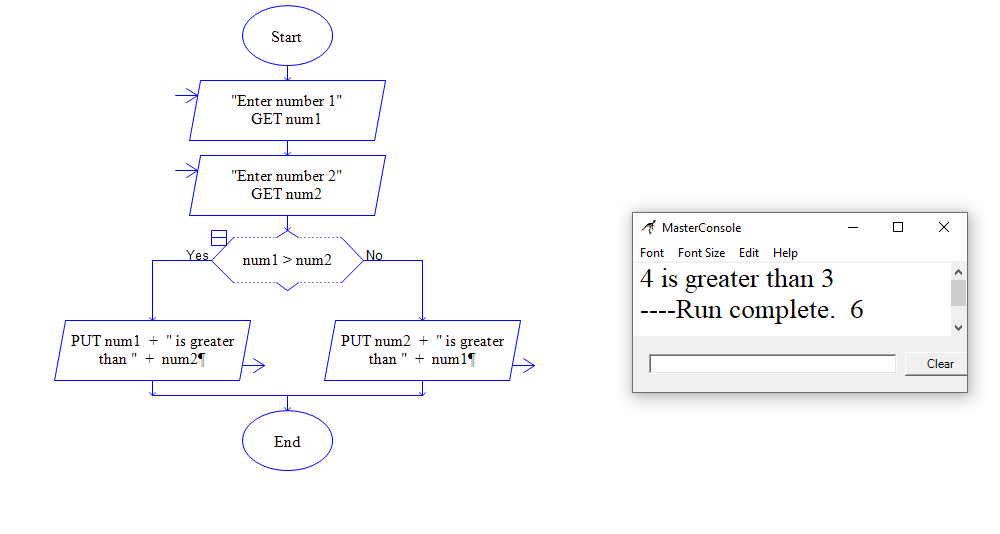 Start
"Enter number 1"
GET num1
"Enter number 2"
GET num2
Yes
num1 > num2
No
PUT num1 + " is greater
than " + num2¶
PUT num2 + " is greater
than " + num1¶
End
MasterConsole
Font Font Size Edit Help
4 is greater than 3
----Run complete. 6
Clear